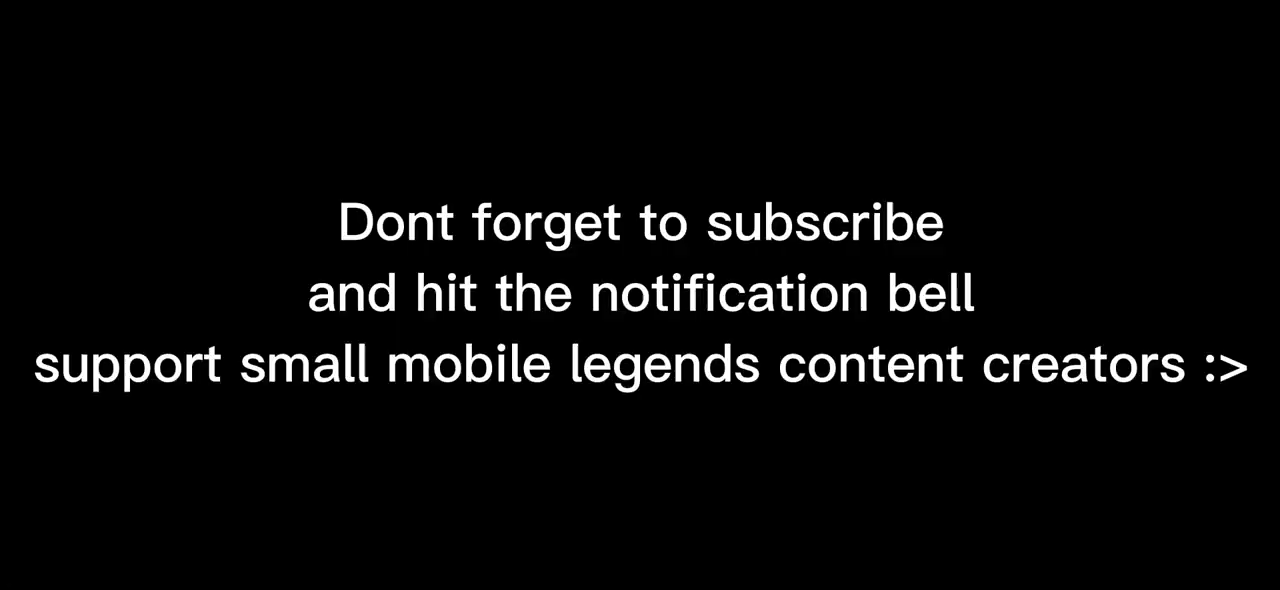 Dont forget to subscribe
and hit the notification bell
support small mobile legends content creators :>